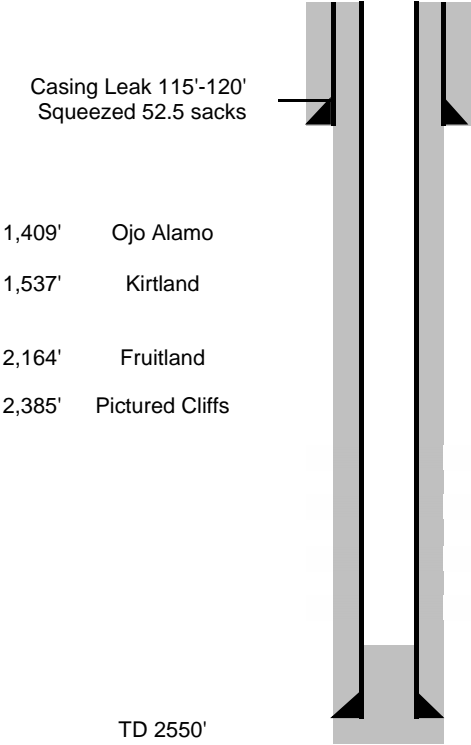 Casing Leak 115'-120'
Squeezed 52.5 sacks
1,409' Ojo Alamo
1,537' Kirtland
2,164' Fruitland
2,385' Pictured Cliffs
TD 2550'